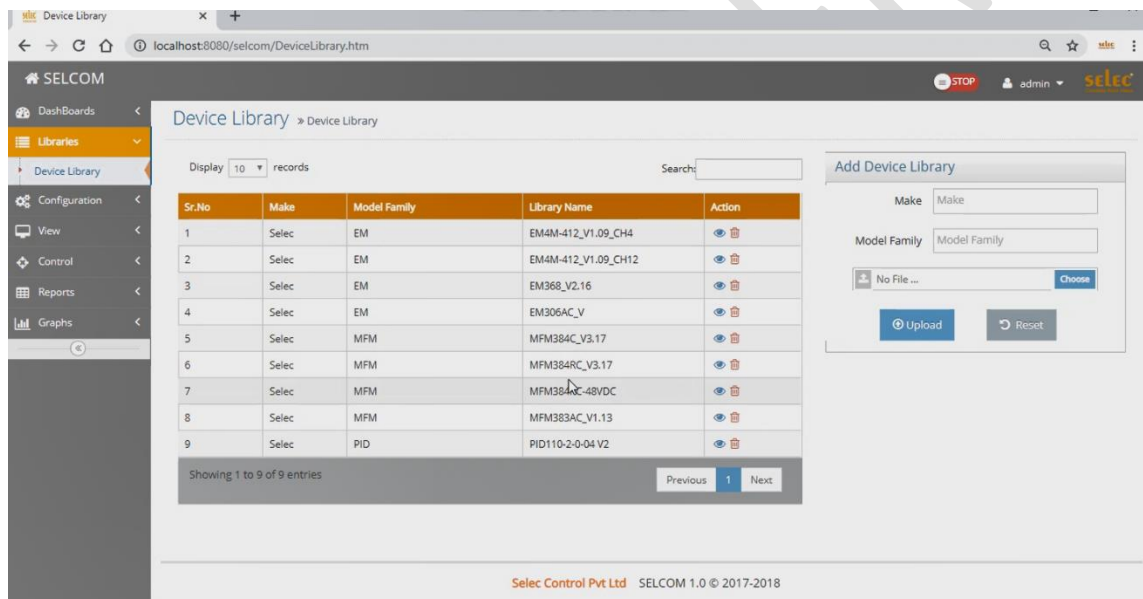 selec Device Library
localhost:8080/selcom/DeviceLibrary.htm
SELCOM
STOP
admin
selec
DashBoards
Libraries
Device Library
Configuration
View
Control
Reports
Graphs
Device Library » Device Library
Display 10 records
Search:
Sr.No Make Model Family Library Name Action
1 Selec EM EM4M-412_V1.09_CH4
2 Selec EM EM4M-412_V1.09_CH12
3 Selec EM EM368_V2.16
4 Selec EM EM306AC_V
5 Selec MFM MFM384C_V3.17
6 Selec MFM MFM384RC_V3.17
7 Selec MFM
8 Selec MFM MFM383AC_V1.13
9 Selec PID PID110-2-0-04 V2
Showing 1 to 9 of 9 entries
Previous 1 Next
Add Device Library
Make Make
Model Family Model Family
No File ... Choose
Upload Reset
Selec Control Pvt Ltd SELCOM 1.0 © 2017-2018